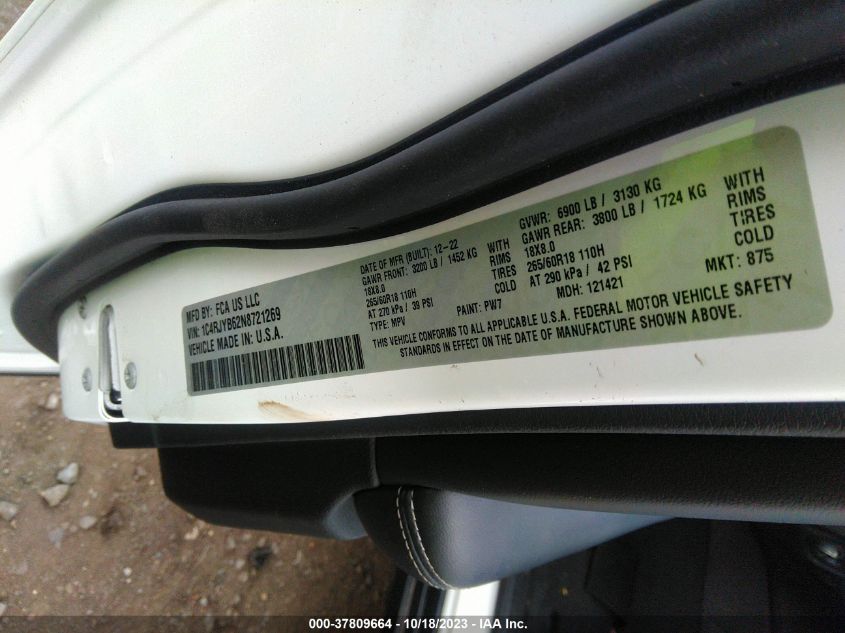 MFD BY: FCA US LLC
VIN: 1C4RJYB62N8721269
VEHICLE MADE IN: U.S.A.
DATE OF MFR (BUILT): 12-22
GAWR FRONT: 3200 LB / 1452 KG WITH
18X8.0 RIMS
265/60R18 110H TIRES
AT 270 kPa / 39 PSI COLD
TYPE: MPV PAINT: PW7
GVWR: 6900 LB / 3130 KG
GAWR REAR: 3800 LB / 1724 KG WITH
18X8.0 RIMS
265/60R18 110H TIRES
AT 290 kPa / 42 PSI COLD
MDH: 121421 MKT: 875
THIS VEHICLE CONFORMS TO ALL APPLICABLE U.S.A. FEDERAL MOTOR VEHICLE SAFETY
STANDARDS IN EFFECT ON THE DATE OF MANUFACTURE SHOWN ABOVE.
000-37809664 - 10/18/2023 - IAA Inc.